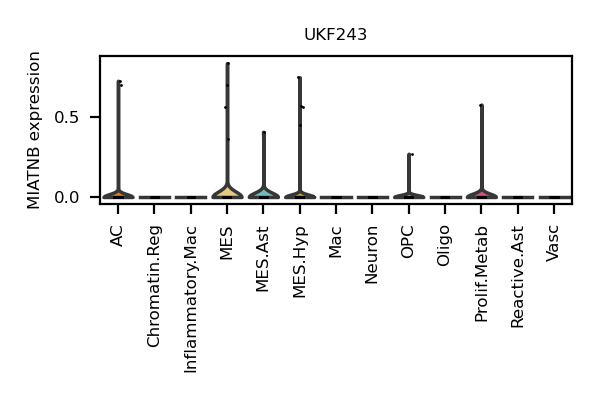 UKF243
MIATNB expression
0.5
0.0
AC
Chromatin.Reg
Inflammatory.Mac
MES
MES.Ast
MES.Hyp
Mac
Neuron
OPC
Oligo
Prolif.Metab
Reactive.Ast
Vasc